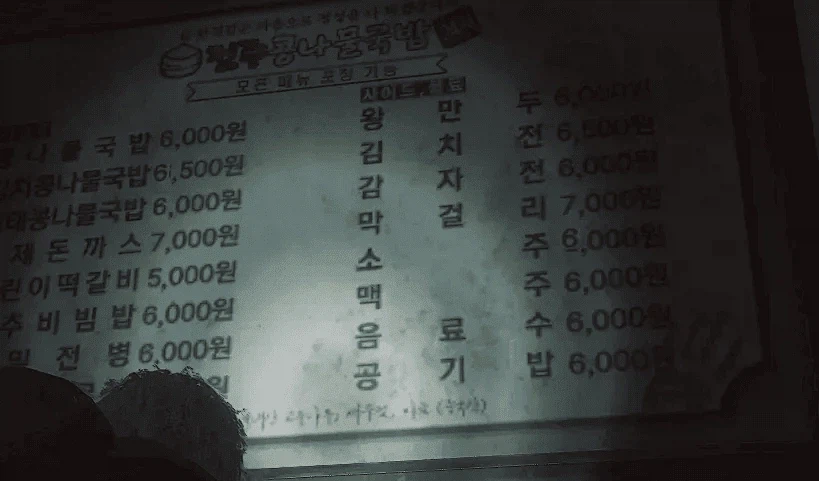 전주콩나물국밥
모든 메뉴 포장 가능
나 물 국 밥 6,000원
김치콩나물국밥 6,500원
태콩나물국밥 6,000원
제 돈 까 스 7,000원
린이떡갈비 5,000원
추 비 빔 밥 6,000원
밀 전 병 6,000원
원
사이드메뉴
왕 만 두 6,000원
김 치 전 6,500원
감 자 전 6,000원
막 걸 리 7,000원
소 주 6,000원
맥 주 6,000원
음 료 수 6,000원
공 기 밥 6,000원